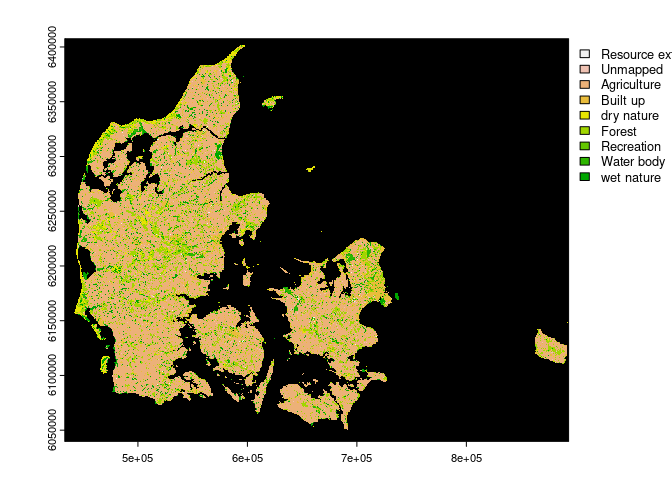 6400000
6350000
6300000
6250000
6200000
6150000
6100000
6050000
5e+05 6e+05 7e+05 8e+05
Resource ext
Unmapped
Agriculture
Built up
dry nature
Forest
Recreation
Water body
wet nature